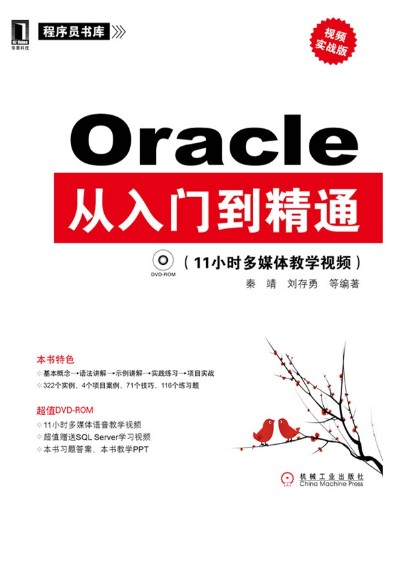 华章科技
程序员书库
视频
实战版
Oracle
从入门到精通
DVD-ROM
（11小时多媒体教学视频）
秦 靖 刘存勇 等编著
本书特色
基本概念→语法讲解→示例讲解→实践练习→项目实战
322个实例、4个项目案例、71个技巧、116个练习题
超值DVD-ROM
11小时多媒体语音教学视频
超值赠送SQL Server学习视频
本书习题答案、本书教学PPT
机械工业出版社
China Machine Press